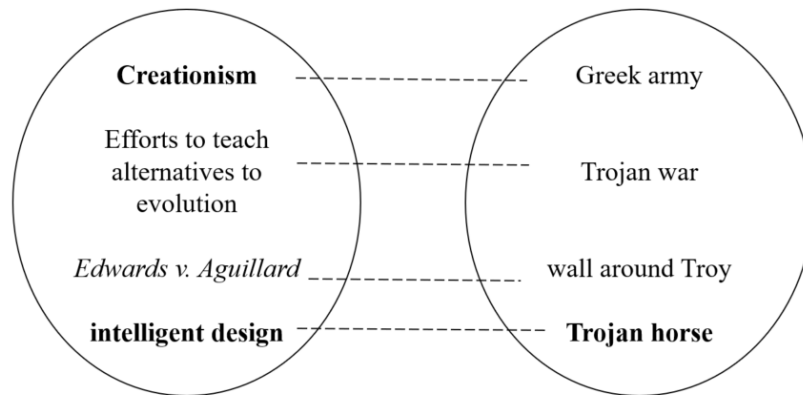 Creationism
Greek army
Efforts to teach
alternatives to
evolution
Trojan war
Edwards v. Aguillard
wall around Troy
intelligent design
Trojan horse